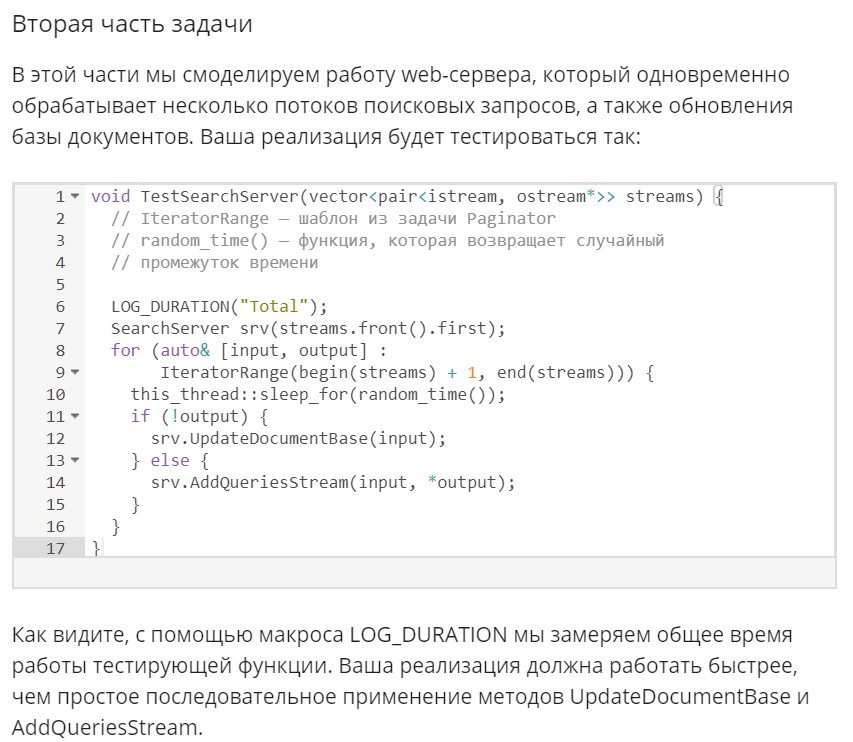 Вторая часть задачи
В этой части мы смоделируем работу web-сервера, который одновременно
обрабатывает несколько потоков поисковых запросов, а также обновления
базы документов. Ваша реализация будет тестироваться так:
1 void TestSearchServer(vector<pair<istream, ostream*>> streams) {
2 // IteratorRange — шаблон из задачи Paginator
3 // random_time() — функция, которая возвращает случайный
4 // промежуток времени
5
6 LOG_DURATION("Total");
7 SearchServer srv(streams.front().first);
8 for (auto& [input, output] :
9 IteratorRange(begin(streams) + 1, end(streams))) {
10 this_thread::sleep_for(random_time());
11 if (!output) {
12 srv.UpdateDocumentBase(input);
13 } else {
14 srv.AddQueriesStream(input, *output);
15 }
16 }
17 }
Как видите, с помощью макроса LOG_DURATION мы замеряем общее время
работы тестирующей функции. Ваша реализация должна работать быстрее,
чем простое последовательное применение методов UpdateDocumentBase и
AddQueriesStream.